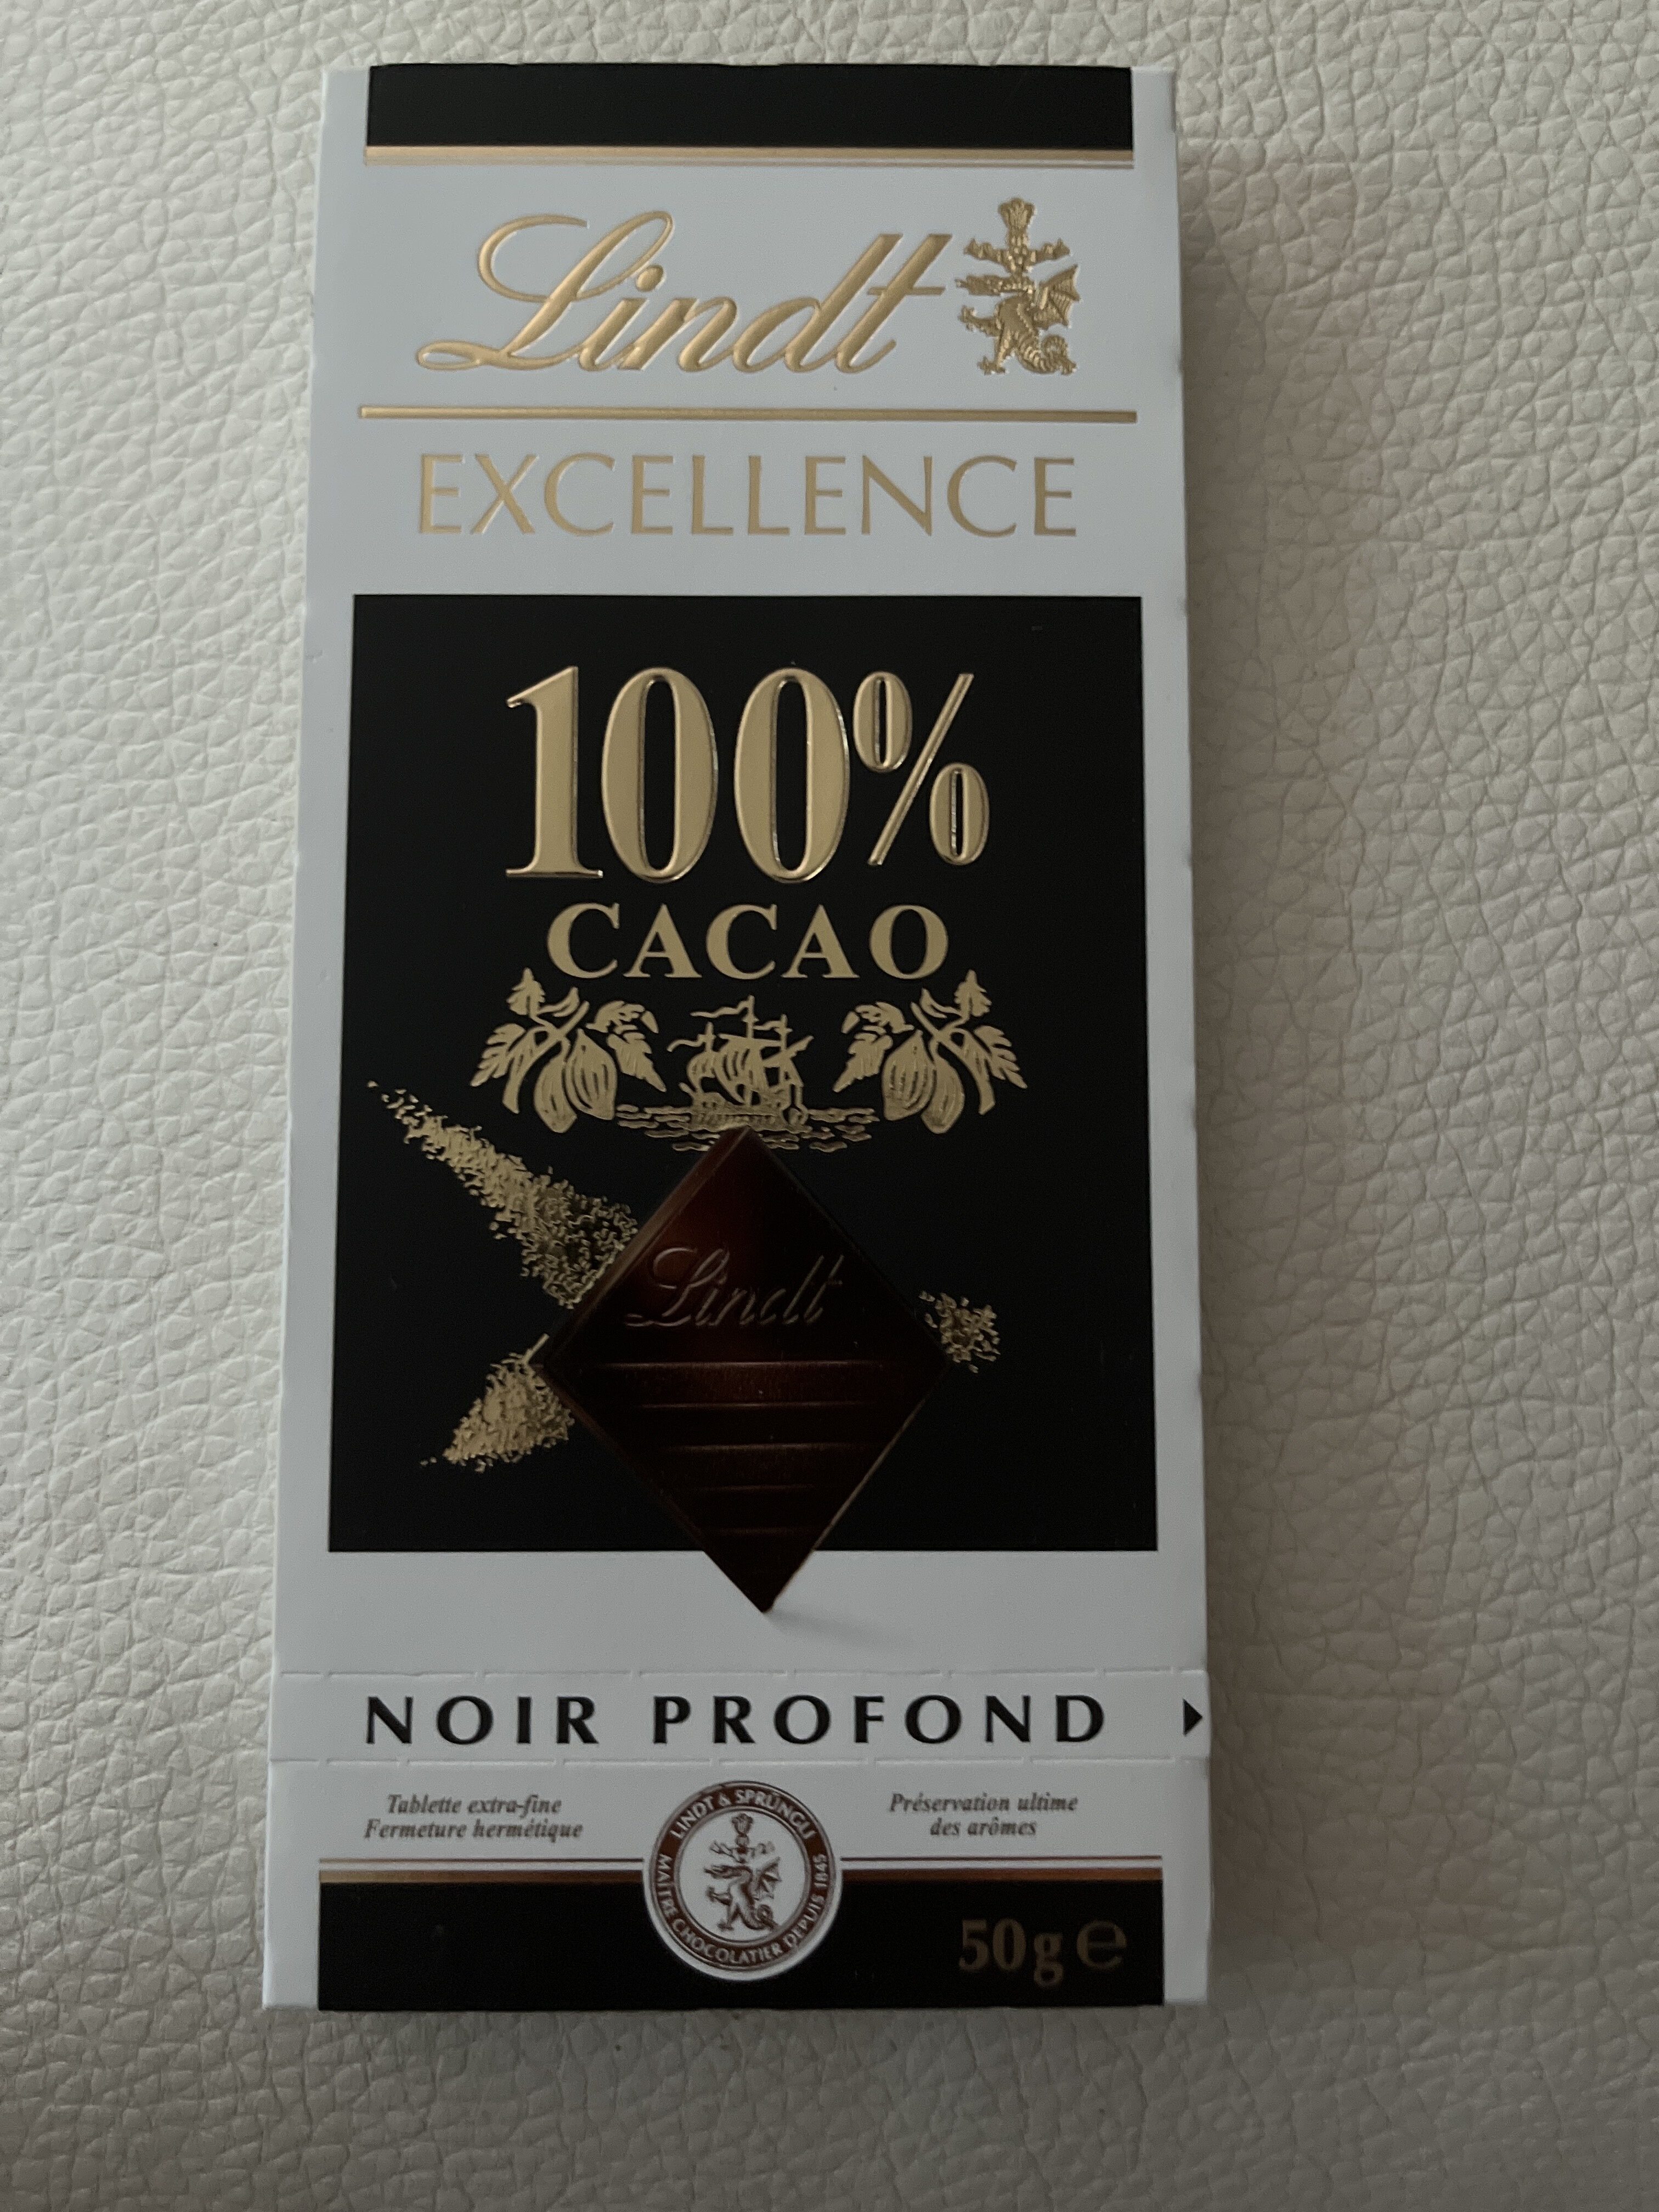 Lindt
EXCELLENCE
100%
CACAO
Lindt
NOIR PROFOND
Tablette extra-fine
Fermeture hermétique
Préservation ultime
des arômes
LINDT & SPRÜNGLI
MAÎTRE CHOCOLATIER DEPUIS 1845
50g e